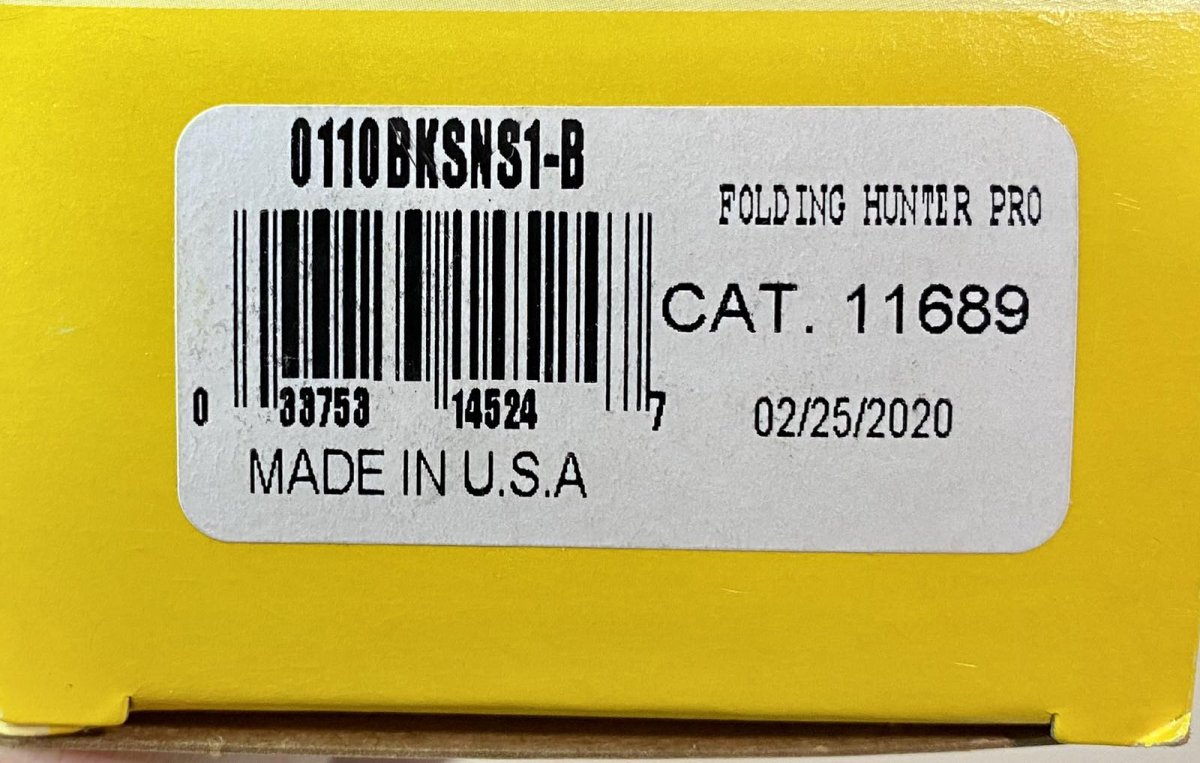 0110BKSNS1-B
FOLDING HUNTER PRO
CAT. 11689
0 33753 14524 7
02/25/2020
MADE IN U.S.A